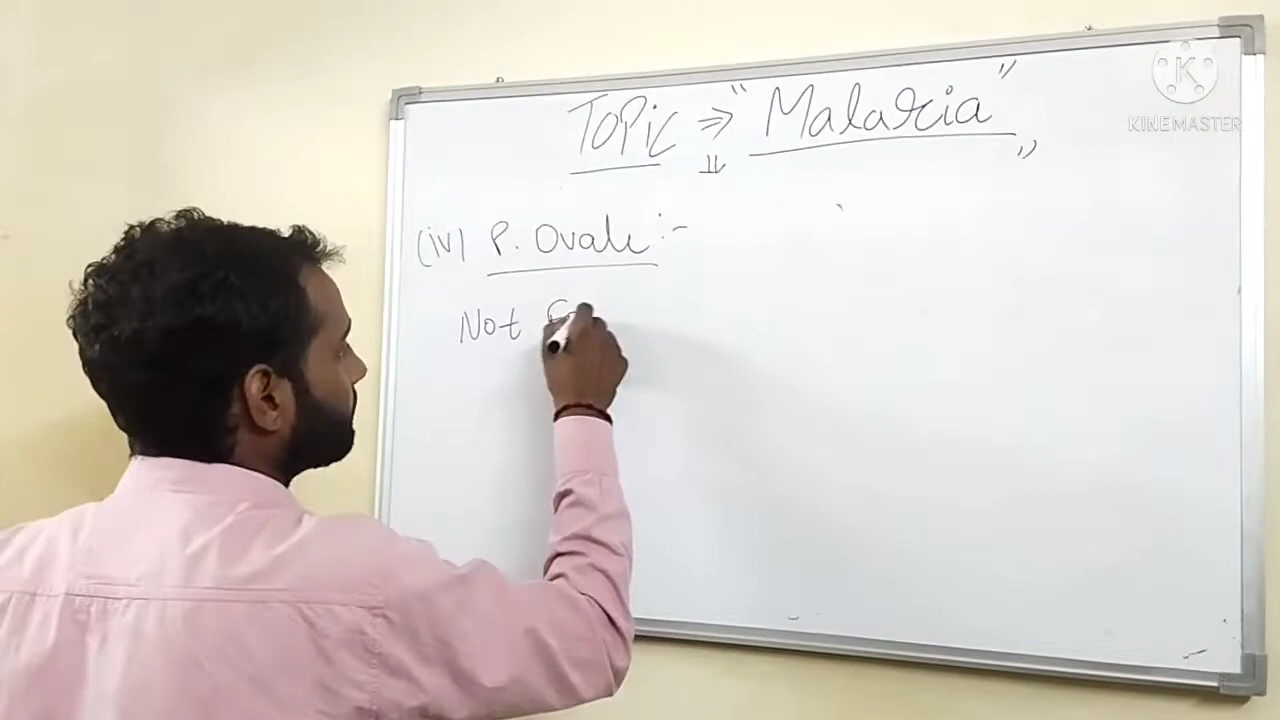 Topic ⇒ "Malaria"
(iv) P. Ovale :-
Not
KINEMASTER